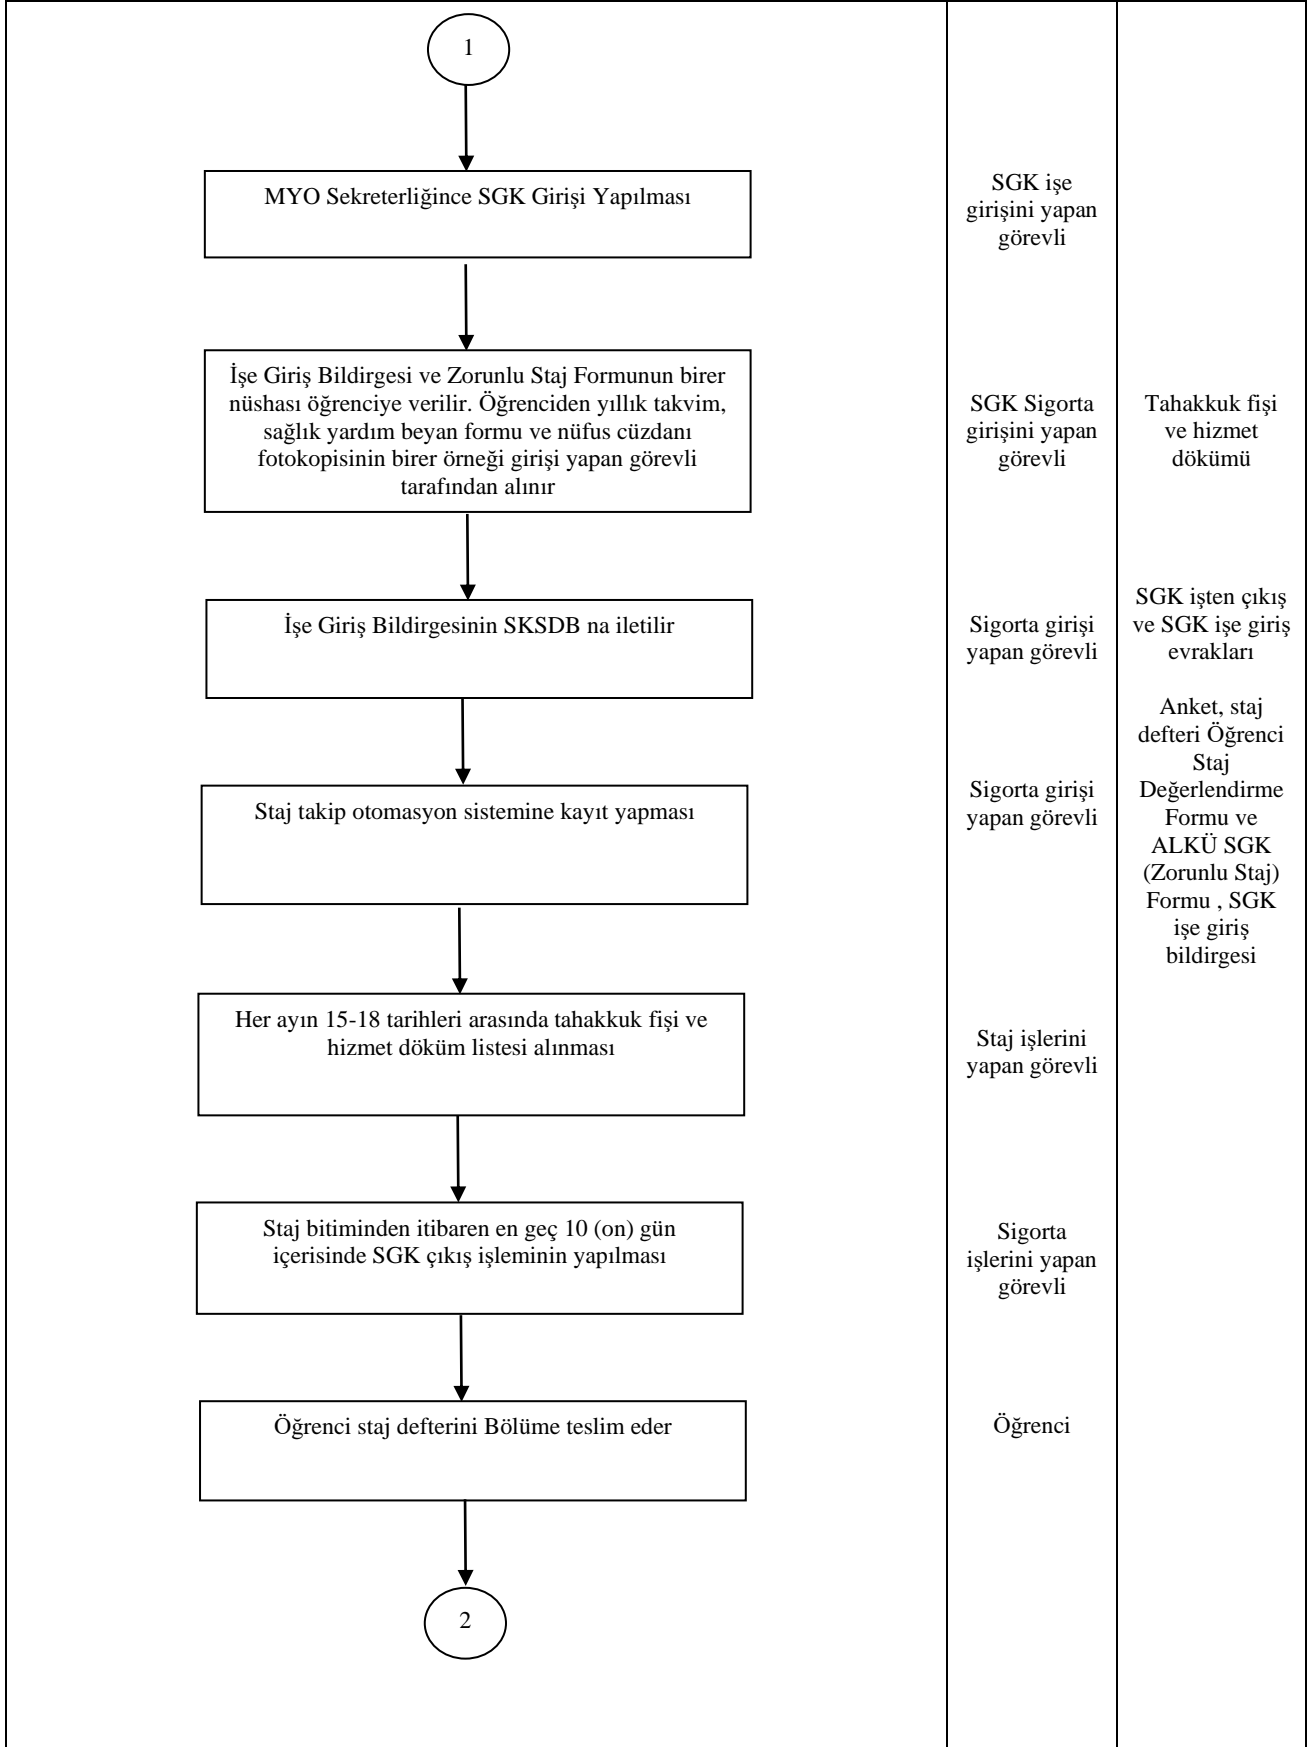 1
MYO Sekreterliğince SGK Girişi Yapılması
SGK işe
girişini yapan
görevli
İşe Giriş Bildirgesi ve Zorunlu Staj Formunun birer
nüshası öğrenciye verilir. Öğrenciden yıllık takvim,
sağlık yardım beyan formu ve nüfus cüzdanı
fotokopisinin birer örneği girişi yapan görevli
tarafından alınır
SGK Sigorta
girişini yapan
görevli
Tahakkuk fişi
ve hizmet
dökümü
İşe Giriş Bildirgesinin SKSDB na iletilir
Sigorta girişi
yapan görevli
SGK işten çıkış
ve SGK işe giriş
evrakları
Staj takip otomasyon sistemine kayıt yapması
Sigorta girişi
yapan görevli
Anket, staj
defteri Öğrenci
Staj
Değerlendirme
Formu ve
ALKÜ SGK
(Zorunlu Staj)
Formu , SGK
işe giriş
bildirgesi
Her ayın 15-18 tarihleri arasında tahakkuk fişi ve
hizmet döküm listesi alınması
Staj işlerini
yapan görevli
Staj bitiminden itibaren en geç 10 (on) gün
içerisinde SGK çıkış işleminin yapılması
Sigorta
işlerini yapan
görevli
Öğrenci staj defterini Bölüme teslim eder
Öğrenci
2